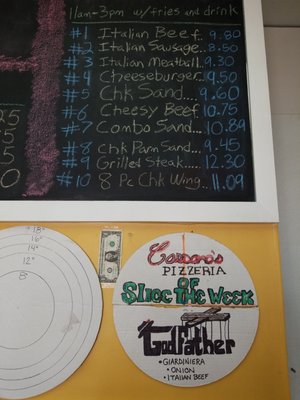 11am-3pm w/fries and drink
#1 Italian Beef.. 9.80
#2 Italian Sausage.. 8.50
#3 Italian Meatball.. 9.30
#4 Cheeseburger.. 9.50
#5 Chk Sand.... 9.60
#6 Cheesy Beef 10.75
#7 Combo Sand... 10.89
#8 Chk Parm Sand... 9.45
#9 Grilled Steak.... 12.30
#10 8 Pc Chk Wing.. 11.09
18"
16"
14"
12"
8"
PIZZERIA
Slice OF THE WEEK
Godfather
• GIARDINIERA
• ONION
• ITALIAN BEEF